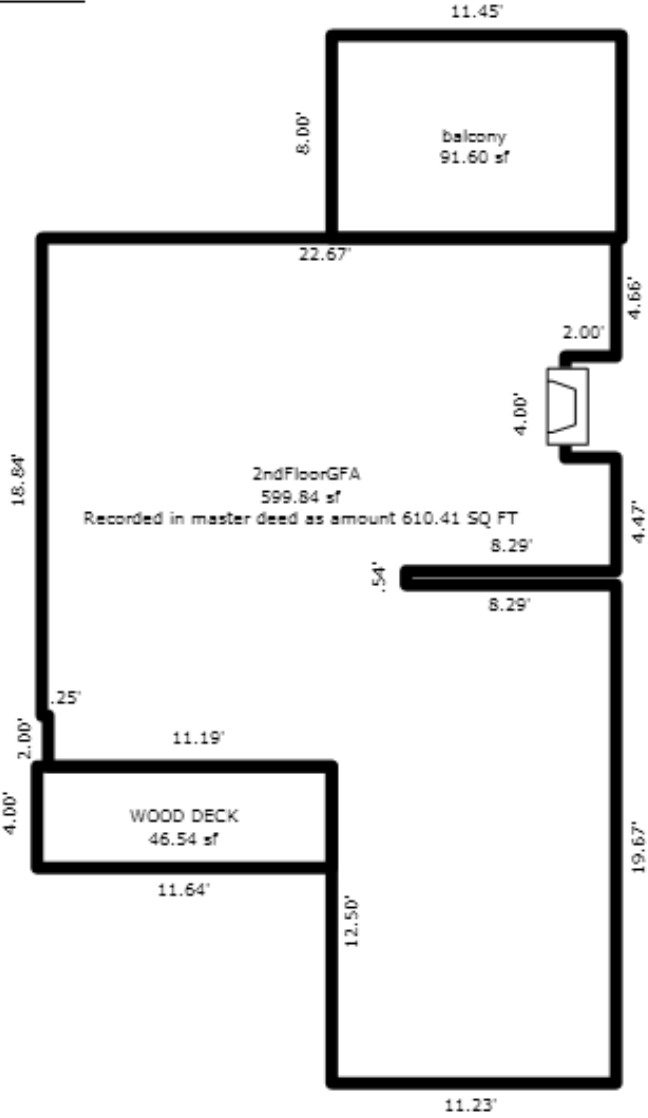 11.45'
8.00'
balcony
91.60 sf
22.67'
4.66'
2.00'
4.00'
18.84'
2ndFloorGFA
599.84 sf
Recorded in master deed as amount 610.41 SQ FT
4.47'
8.29'
.54'
8.29'
.25'
2.00'
11.19'
4.00'
WOOD DECK
46.54 sf
19.67'
11.64'
12.50'
11.23'